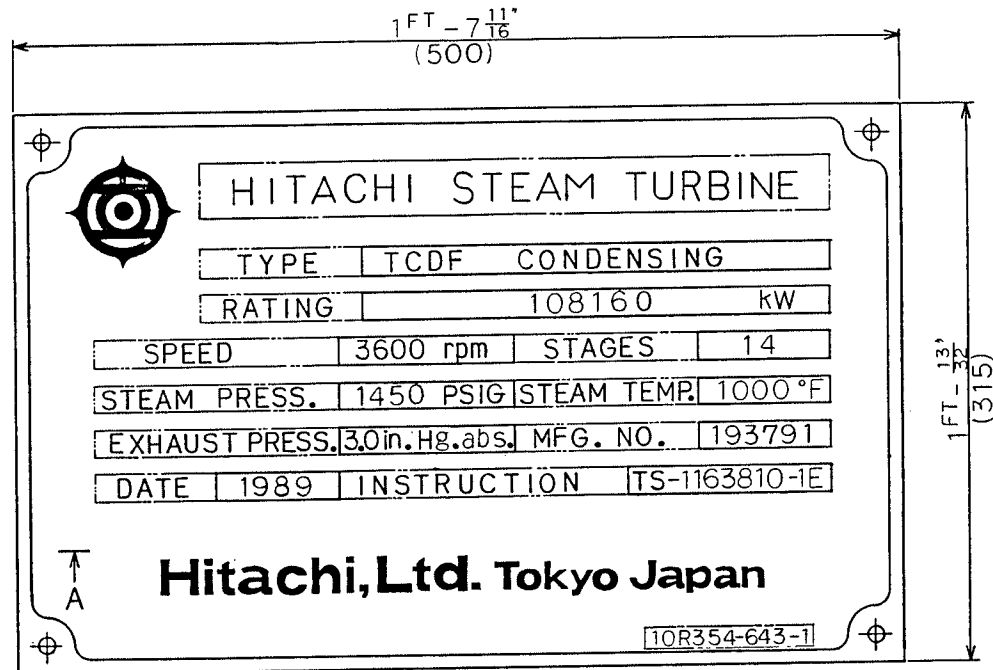 1FT-7 11/16"
(500)
HITACHI STEAM TURBINE
TYPE TCDF CONDENSING
RATING 108160 kW
SPEED 3600 rpm STAGES 14
STEAM PRESS. 1450 PSIG STEAM TEMP. 1000°F
EXHAUST PRESS. 3.0in.Hg.abs. MFG. NO. 193791
DATE 1989 INSTRUCTION TS-1163810-1E
A
Hitachi,Ltd. Tokyo Japan
10R354-643-1
1FT-13/32"
(315)